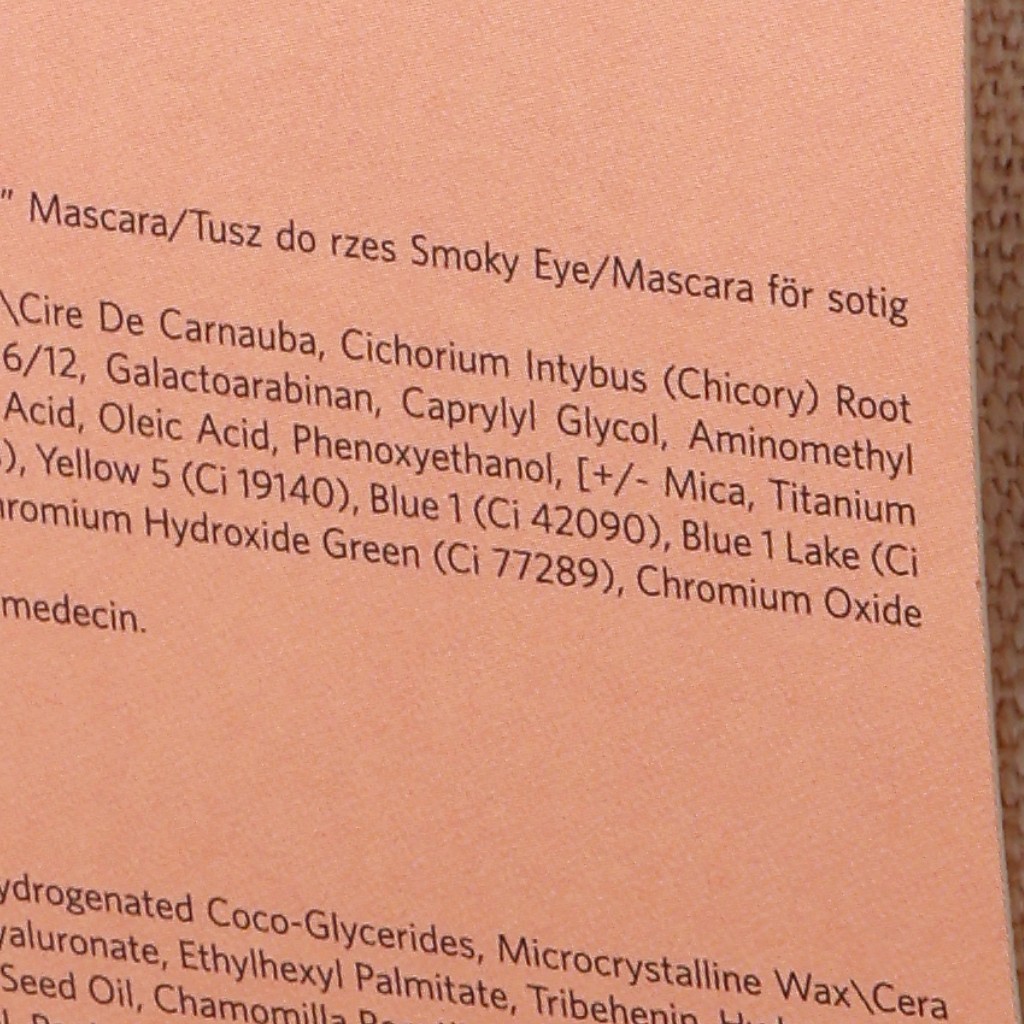 " Mascara/Tusz do rzes Smoky Eye/Mascara för sotig
\Cire De Carnauba, Cichorium Intybus (Chicory) Root
6/12, Galactoarabinan, Caprylyl Glycol, Aminomethyl
Acid, Oleic Acid, Phenoxyethanol, [+/- Mica, Titanium
), Yellow 5 (Ci 19140), Blue 1 (Ci 42090), Blue 1 Lake (Ci
hromium Hydroxide Green (Ci 77289), Chromium Oxide
medecin.
ydrogenated Coco-Glycerides, Microcrystalline Wax\Cera
yaluronate, Ethylhexyl Palmitate, Tribehenin,
Seed Oil, Chamomilla